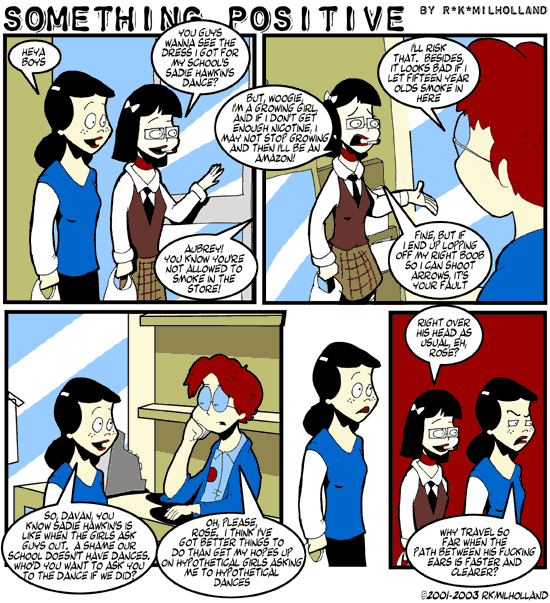 SOMETHING POSITIVE BY R*K*MILHOLLAND
HEYA
BOYS
YOU GUYS
WANNA SEE THE
DRESS I GOT FOR
MY SCHOOL'S
SADIE HAWKIN'S
DANCE?
AUBREY!
YOU KNOW YOU'RE
NOT ALLOWED TO
SMOKE IN THE
STORE!
BUT, WOOGIE,
I'M A GROWING GIRL,
AND IF I DON'T GET
ENOUGH NICOTINE, I
MAY NOT STOP GROWING
AND THEN I'LL BE AN
AMAZON!
I'LL RISK
THAT. BESIDES,
IT LOOKS BAD IF I
LET FIFTEEN YEAR
OLDS SMOKE IN
HERE
FINE, BUT IF
I END UP LOPPING
OFF MY RIGHT BOOB
SO I CAN SHOOT
ARROWS, IT'S
YOUR FAULT
SO, DAVAN, YOU
KNOW SADIE HAWKIN'S IS
LIKE WHEN THE GIRLS ASK
GUYS OUT. A SHAME OUR
SCHOOL DOESN'T HAVE DANCES.
WHO'D YOU WANT TO ASK YOU
TO THE DANCE IF WE DID?
OH, PLEASE,
ROSE. I THINK I'VE
GOT BETTER THINGS TO
DO THAN GET MY HOPES UP
ON HYPOTHETICAL GIRLS ASKING
ME TO HYPOTHETICAL
DANCES
RIGHT OVER
HIS HEAD AS
USUAL, EH,
ROSE?
WHY TRAVEL SO
FAR WHEN THE
PATH BETWEEN HIS FUCKING
EARS IS FASTER AND
CLEARER?
©2001-2003 RKMILHOLLAND